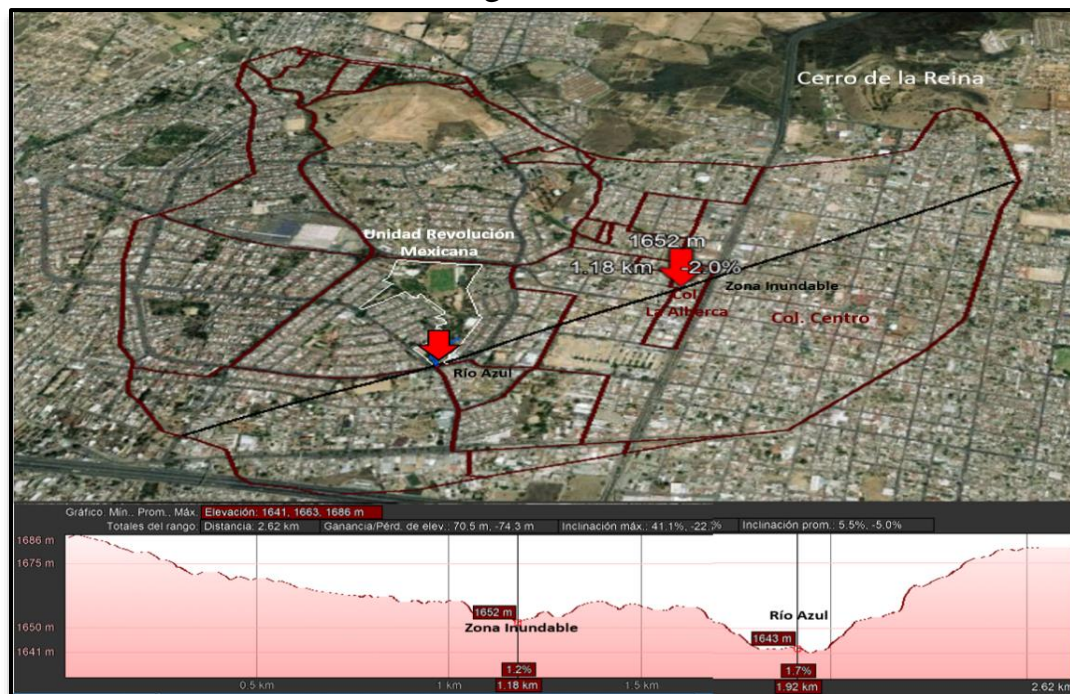 Cerro de la Reina
Unidad Revolución
Mexicana
1652 m
1.18 km
-2.0%
Zona Inundable
Col.
La Alberca
Col. Centro
Río Azul
Gráfico: Mín., Prom., Máx. Elevación: 1641, 1663, 1686 m
Totales del rango: Distancia: 2.62 km Ganancia/Pérd. de elev.: 70.5 m, -74.3 m Inclinación máx.: 41.1%, -22. % Inclinación prom.: 5.5%, -5.0%
1686 m
1675 m
1650 m
1641 m
1652 m
Zona Inundable
Río Azul
1643 m
1.2%
1.7%
0.5 km
1 km
1.18 km
1.5 km
1.92 km
2.62 km